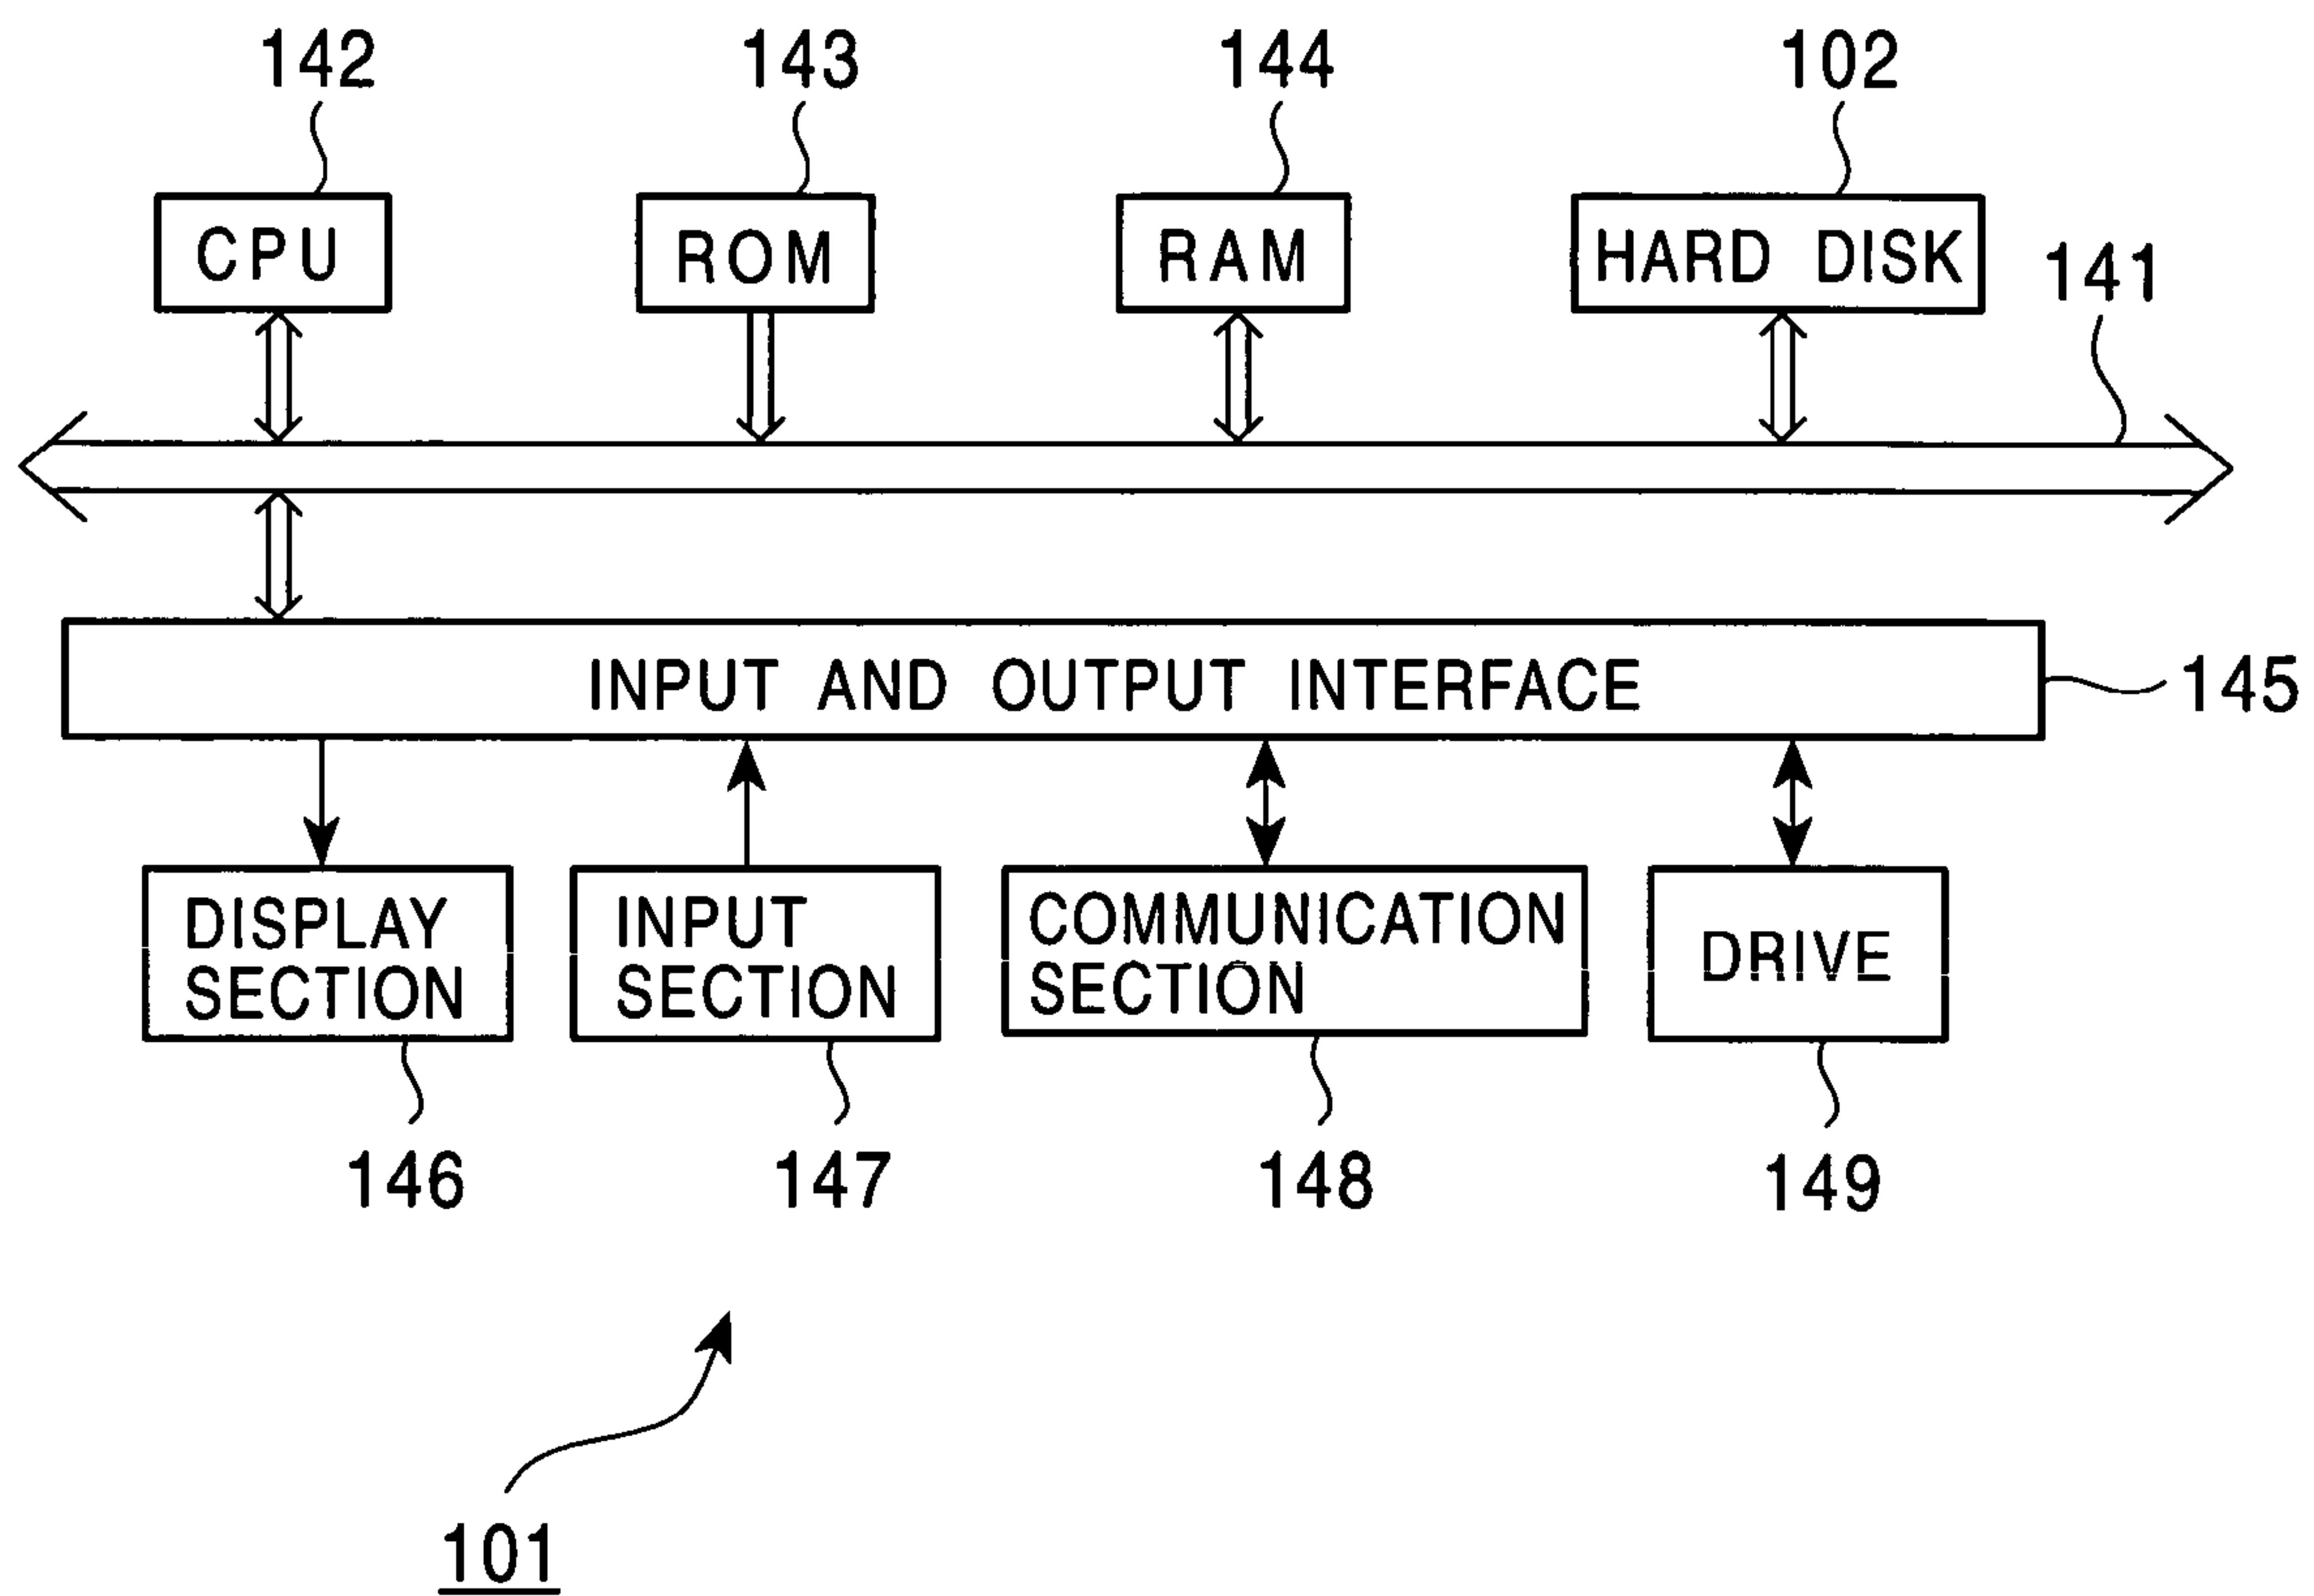 142
143
144
102
CPU
ROM
RAM
HARD DISK
141
INPUT AND OUTPUT INTERFACE
145
DISPLAY
SECTION
INPUT
SECTION
COMMUNICATION
SECTION
DRIVE
146
147
148
149
101